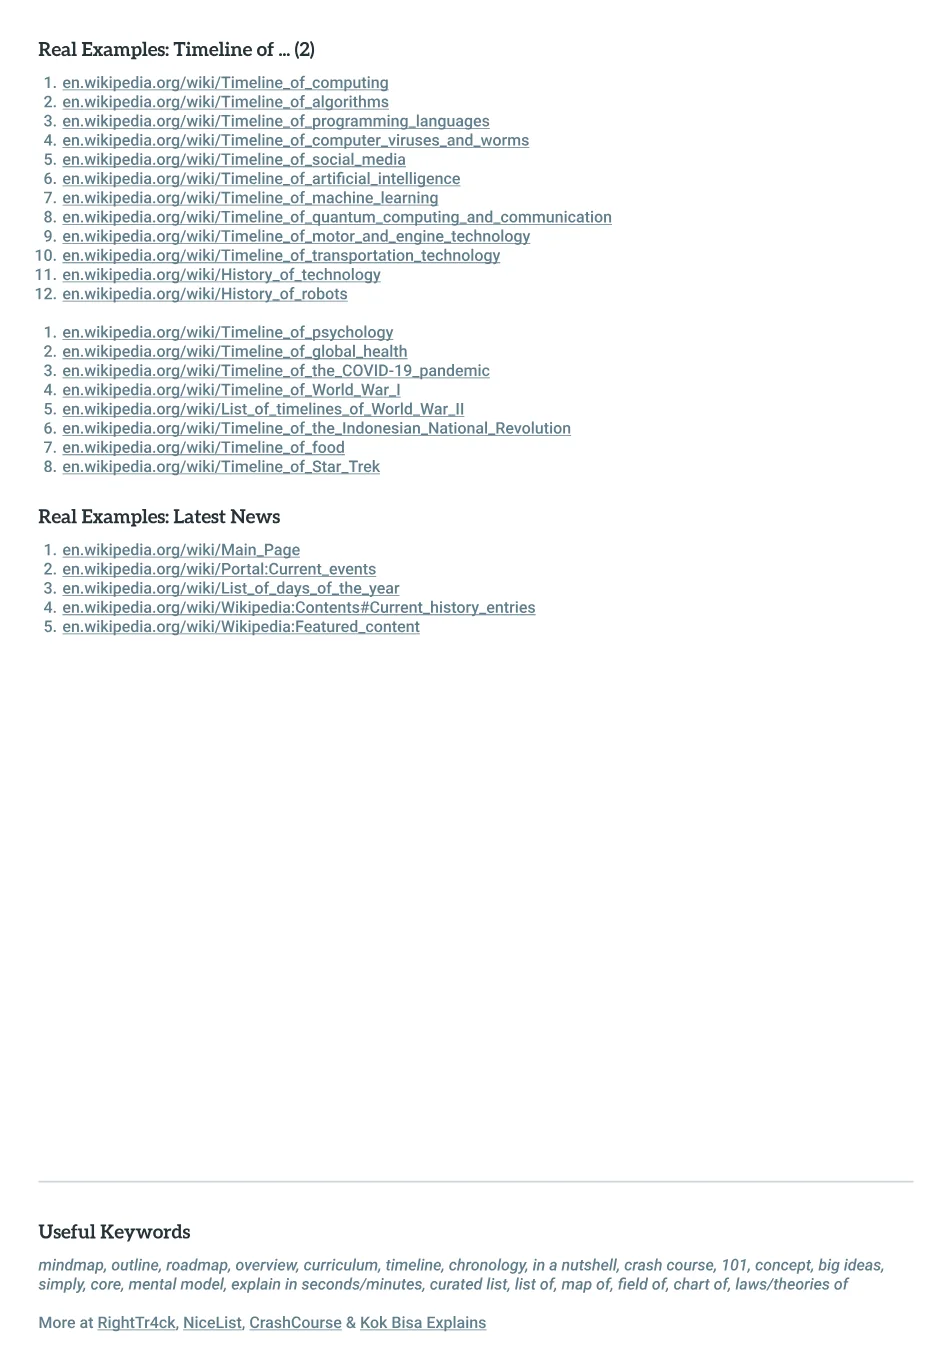 Real Examples: Timeline of ... (2)
1. en.wikipedia.org/wiki/Timeline_of_computing
2. en.wikipedia.org/wiki/Timeline_of_algorithms
3. en.wikipedia.org/wiki/Timeline_of_programming_languages
4. en.wikipedia.org/wiki/Timeline_of_computer_viruses_and_worms
5. en.wikipedia.org/wiki/Timeline_of_social_media
6. en.wikipedia.org/wiki/Timeline_of_artificial_intelligence
7. en.wikipedia.org/wiki/Timeline_of_machine_learning
8. en.wikipedia.org/wiki/Timeline_of_quantum_computing_and_communication
9. en.wikipedia.org/wiki/Timeline_of_motor_and_engine_technology
10. en.wikipedia.org/wiki/Timeline_of_transportation_technology
11. en.wikipedia.org/wiki/History_of_technology
12. en.wikipedia.org/wiki/History_of_robots
1. en.wikipedia.org/wiki/Timeline_of_psychology
2. en.wikipedia.org/wiki/Timeline_of_global_health
3. en.wikipedia.org/wiki/Timeline_of_the_COVID-19_pandemic
4. en.wikipedia.org/wiki/Timeline_of_World_War_I
5. en.wikipedia.org/wiki/List_of_timelines_of_World_War_II
6. en.wikipedia.org/wiki/Timeline_of_the_Indonesian_National_Revolution
7. en.wikipedia.org/wiki/Timeline_of_food
8. en.wikipedia.org/wiki/Timeline_of_Star_Trek
Real Examples: Latest News
1. en.wikipedia.org/wiki/Main_Page
2. en.wikipedia.org/wiki/Portal:Current_events
3. en.wikipedia.org/wiki/List_of_days_of_the_year
4. en.wikipedia.org/wiki/Wikipedia:Contents#Current_history_entries
5. en.wikipedia.org/wiki/Wikipedia:Featured_content
Useful Keywords
mindmap, outline, roadmap, overview, curriculum, timeline, chronology, in a nutshell, crash course, 101, concept, big ideas,
simply, core, mental model, explain in seconds/minutes, curated list, list of, map of, field of, chart of, laws/theories of
More at RightTr4ck, NiceList, CrashCourse & Kok Bisa Explains